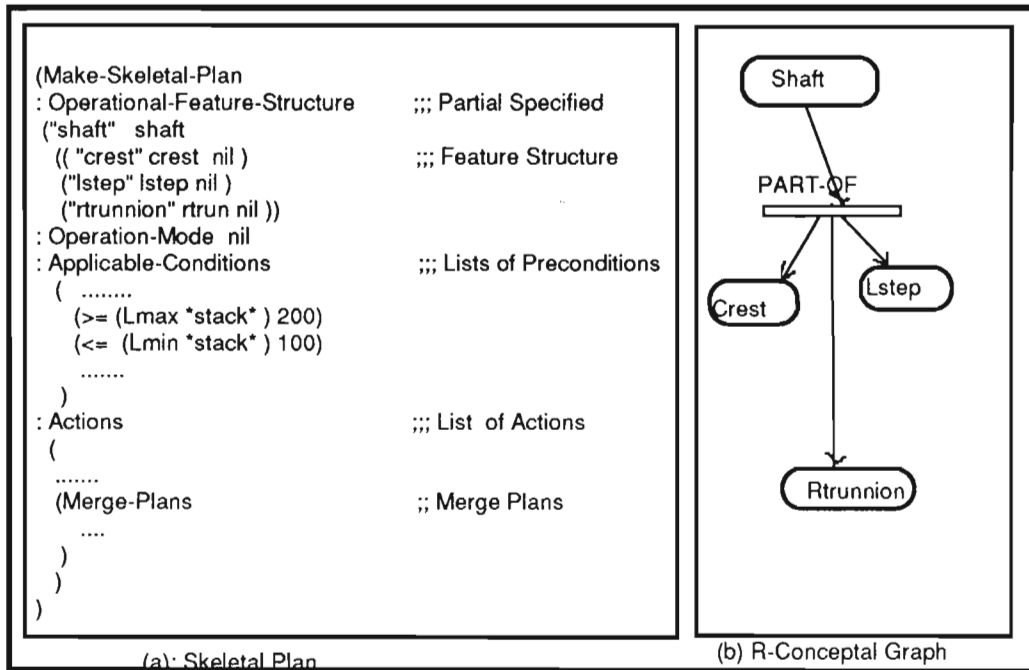 (Make-Skeletal-Plan
: Operational-Feature-Structure ;;; Partial Specified
("shaft" shaft
(( "crest" crest nil ) ;;; Feature Structure
("lstep" lstep nil )
("rtrunnion" rtrun nil ))
: Operation-Mode nil
: Applicable-Conditions ;;; Lists of Preconditions
( ........
(>= (Lmax *stack* ) 200)
(<= (Lmin *stack* ) 100)
.......
)
: Actions ;;; List of Actions
(
.......
(Merge-Plans ;; Merge Plans
....
)
)
)
(a): Skeletal Plan
Shaft
PART-OF
Crest
Lstep
Rtrunnion
(b) R-Conceptal Graph